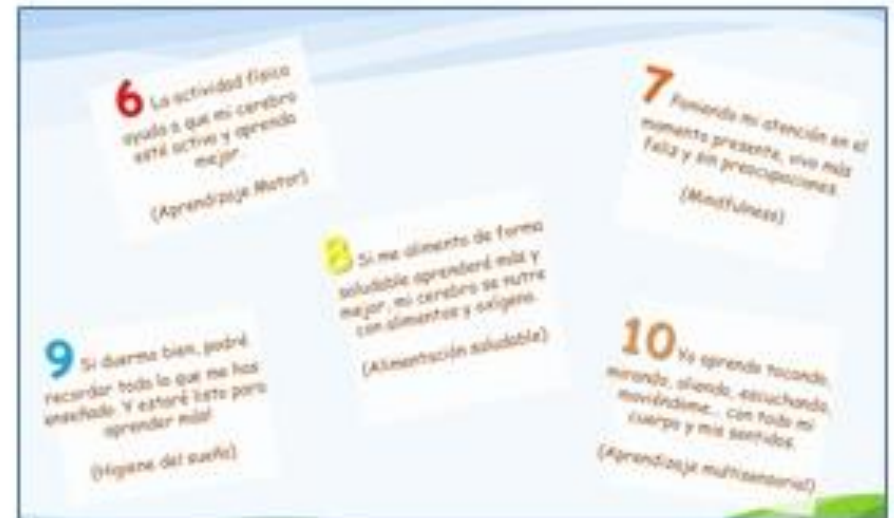 6 La actividad física
ayuda a que mi cerebro
esté activo y aprenda
mejor
(Aprendizaje Motor)
7 Poniendo mi atención en el
momento presente, vivo más
feliz y sin preocupaciones.
(Mindfulness)
8 Si me alimento de forma
saludable aprenderé más y
mejor, mi cerebro se nutre
con alimentos y oxígeno.
(Alimentación saludable)
9 Si duermo bien, podré
recordar todo lo que me has
enseñado. Y estaré listo para
aprender más!
(Higiene del sueño)
10 Yo aprendo tocando,
mirando, oliendo, escuchando,
moviéndome... con todo mi
cuerpo y mis sentidos.
(Aprendizaje multisensorial)